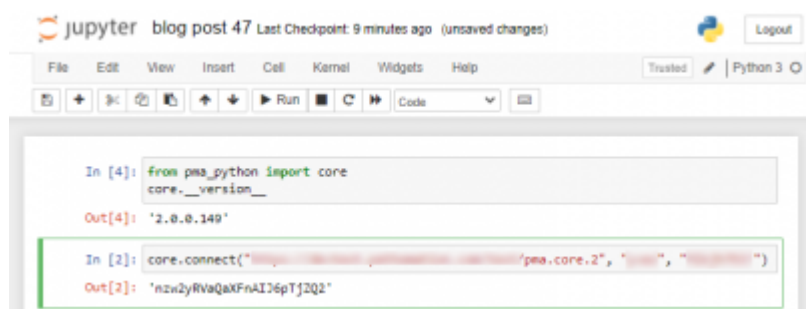 jupyter blog post 47 Last Checkpoint: 9 minutes ago (unsaved changes)
Logout
File Edit View Insert Cell Kernel Widgets Help
Trusted Python 3
Run Code
In [4]: from pma_python import core
core.__version__
Out[4]: '2.0.0.149'
In [2]: core.connect(" /pma.core.2", " ", " ")
Out[2]: 'nzw2yRVaQaXFnAIJ6pTjZQ2'